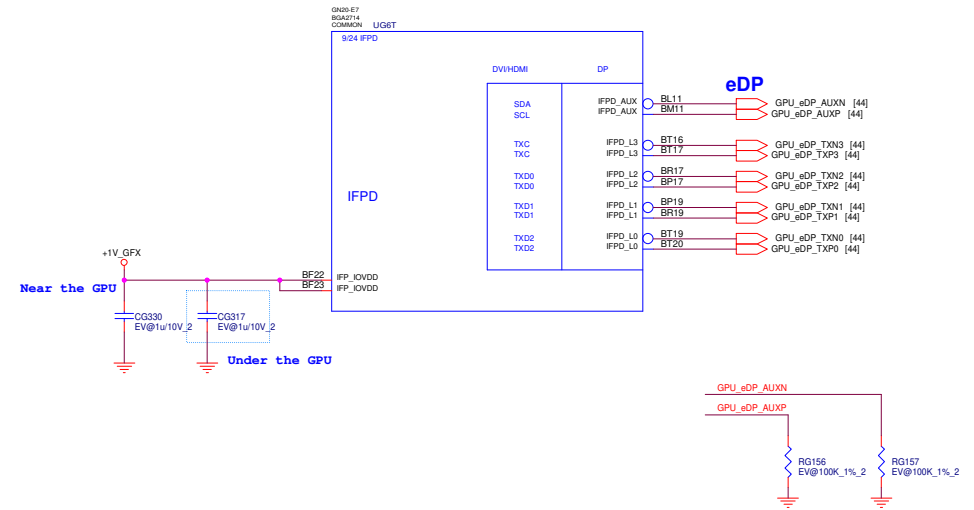 GN20-E7
BGA2714
COMMON UG6T
9/24 IFPD
DVI/HDMI DP
eDP
SDA IFPD_AUX BL11 GPU_eDP_AUXN [44]
SCL IFPD_AUX BM11 GPU_eDP_AUXP [44]
TXC IFPD_L3 BT16 GPU_eDP_TXN3 [44]
TXC IFPD_L3 BT17 GPU_eDP_TXP3 [44]
TXD0 IFPD_L2 BR17 GPU_eDP_TXN2 [44]
TXD0 IFPD_L2 BP17 GPU_eDP_TXP2 [44]
IFPD
TXD1 IFPD_L1 BP19 GPU_eDP_TXN1 [44]
TXD1 IFPD_L1 BR19 GPU_eDP_TXP1 [44]
TXD2 IFPD_L0 BT19 GPU_eDP_TXN0 [44]
TXD2 IFPD_L0 BT20 GPU_eDP_TXP0 [44]
+1V_GFX
BF22 IFP_IOVDD
BF23 IFP_IOVDD
Near the GPU
CG330 CG317
EV@1u/10V_2 EV@1u/10V_2
Under the GPU
GPU_eDP_AUXN
GPU_eDP_AUXP
RG156 RG157
EV@100K_1%_2 EV@100K_1%_2